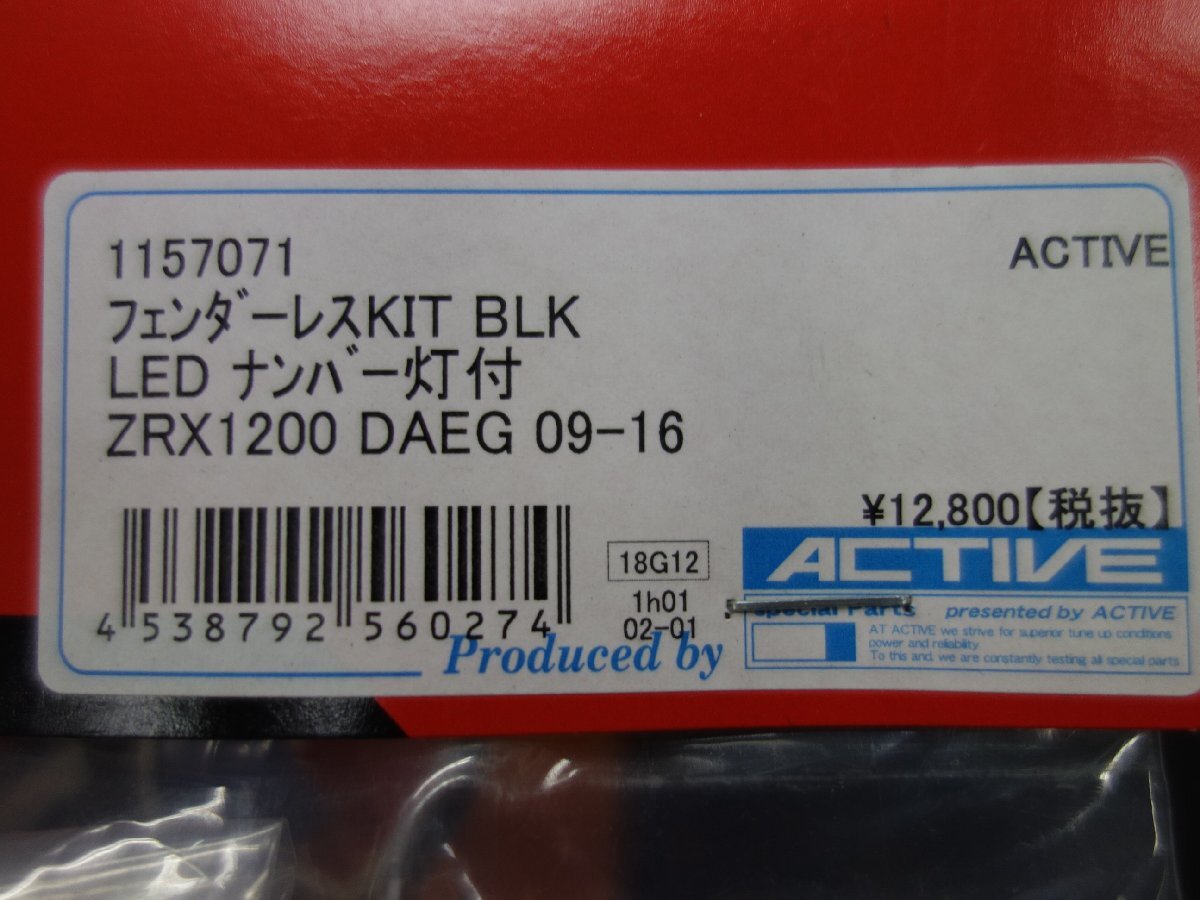 1157071
ACTIVE
ﾌｪﾝﾀﾞｰﾚｽKIT BLK
LED ﾅﾝﾊﾞｰ灯付
ZRX1200 DAEG 09-16
¥12,800【税抜】
4 538792 560274
18G12
1h01
02-01
Produced by
ACTIVE
special Parts presented by ACTIVE
AT ACTIVE we strive for superior tune up conditions
power and reliability
To this and, we are constantly testing all special parts